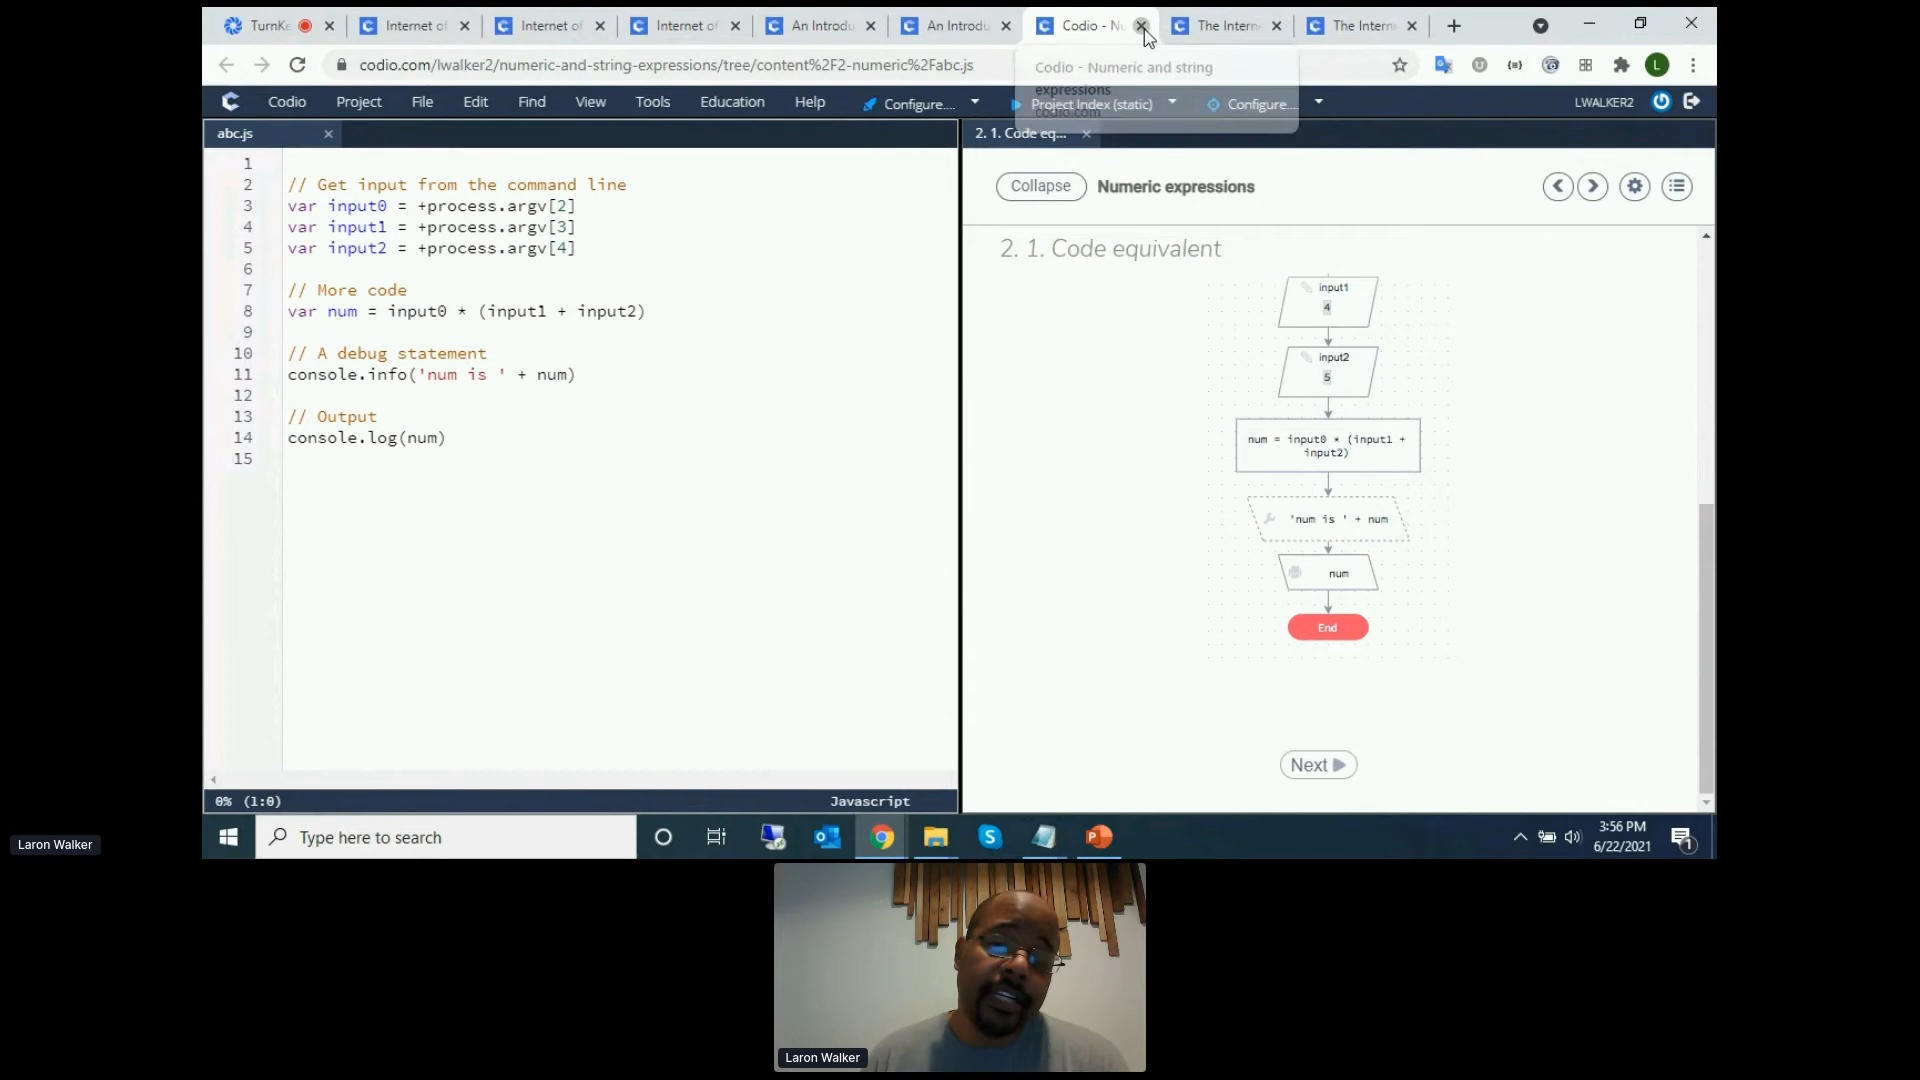 TurnKe
Internet of
Internet of
Internet of
An Introdu
An Introdu
Codio - Nu
The Intern
The Intern
codio.com/lwalker2/numeric-and-string-expressions/tree/content%2F2-numeric%2Fabc.js
L
Codio - Numeric and string
expressions
codio.com
Codio
Project
File
Edit
Find
View
Tools
Education
Help
Configure....
Project Index (static)
Configure....
LWALKER2
abc.js
2. 1. Code eq...
1
2 // Get input from the command line
3 var input0 = +process.argv[2]
4 var input1 = +process.argv[3]
5 var input2 = +process.argv[4]
6
7 // More code
8 var num = input0 * (input1 + input2)
9
10 // A debug statement
11 console.info('num is ' + num)
12
13 // Output
14 console.log(num)
15
0% (1:0)
Javascript
Collapse
Numeric expressions
2. 1. Code equivalent
input1
4
input2
5
num = input0 * (input1 +
input2)
'num is ' + num
num
End
Next
Type here to search
3:56 PM
6/22/2021
1
Laron Walker
Laron Walker